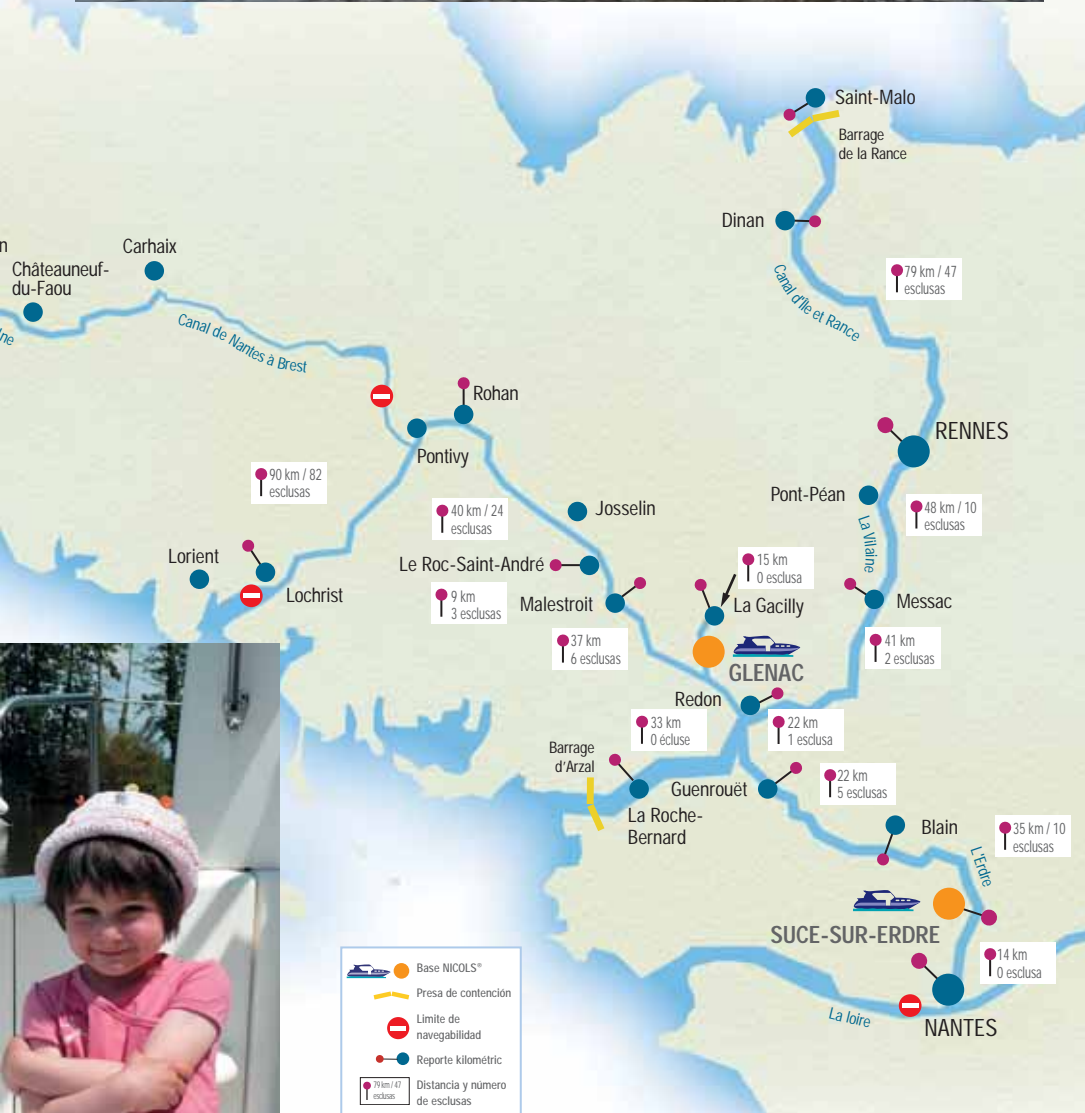 Saint-Malo
Barrage
de la Rance
Dinan
n
Carhaix
Châteauneuf-
du-Faou
lne
Canal de Nantes à Brest
79 km / 47
esclusas
Canal d'Île et Rance
Rohan
Pontivy
RENNES
90 km / 82
esclusas
40 km / 24
esclusas
Josselin
Pont-Péan
48 km / 10
esclusas
La Vilaine
Lorient
Lochrist
Le Roc-Saint-André
15 km
0 esclusa
9 km
3 esclusas
Malestroit
La Gacilly
Messac
37 km
6 esclusas
41 km
2 esclusas
GLENAC
Redon
33 km
0 écluse
22 km
1 esclusa
Barrage
d'Arzal
Guenrouët
22 km
5 esclusas
La Roche-
Bernard
Blain
35 km / 10
esclusas
L'Erdre
SUCE-SUR-ERDRE
14 km
0 esclusa
La loire
NANTES
Base NICOLS®
Presa de contención
Limite de
navegabilidad
Reporte kilométric
79 km / 47
esclusas
Distancia y número
de esclusas